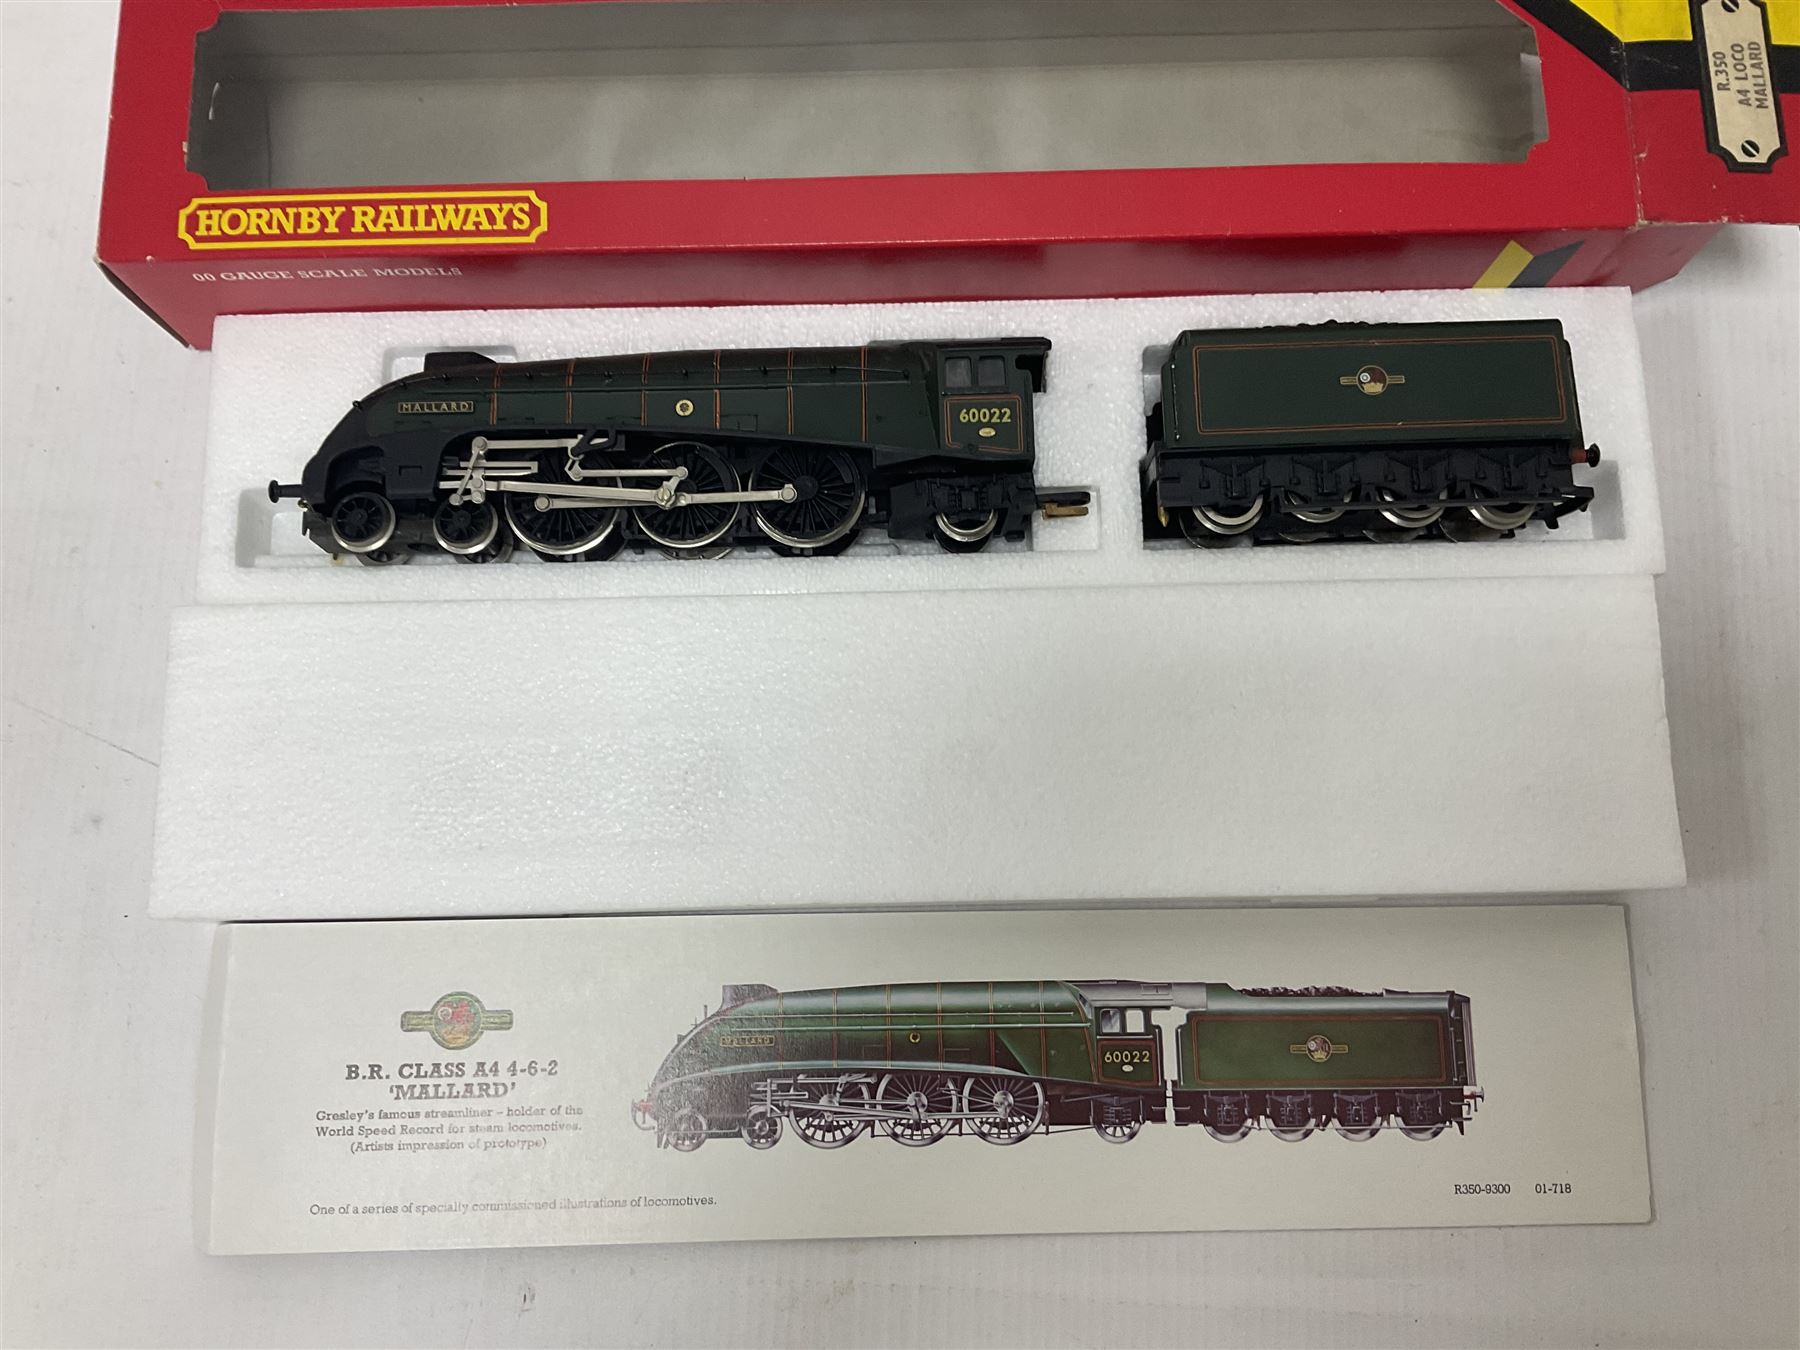 R.350
A4 LOCO
MALLARD
HORNBY RAILWAYS
00 GAUGE SCALE MODELS
MALLARD
60022
B.R. CLASS A4 4-6-2
'MALLARD'
Gresley's famous streamliner – holder of the
World Speed Record for steam locomotives.
(Artists impression of prototype)
MALLARD
60022
One of a series of specially commissioned illustrations of locomotives.
R350-9300 01-718